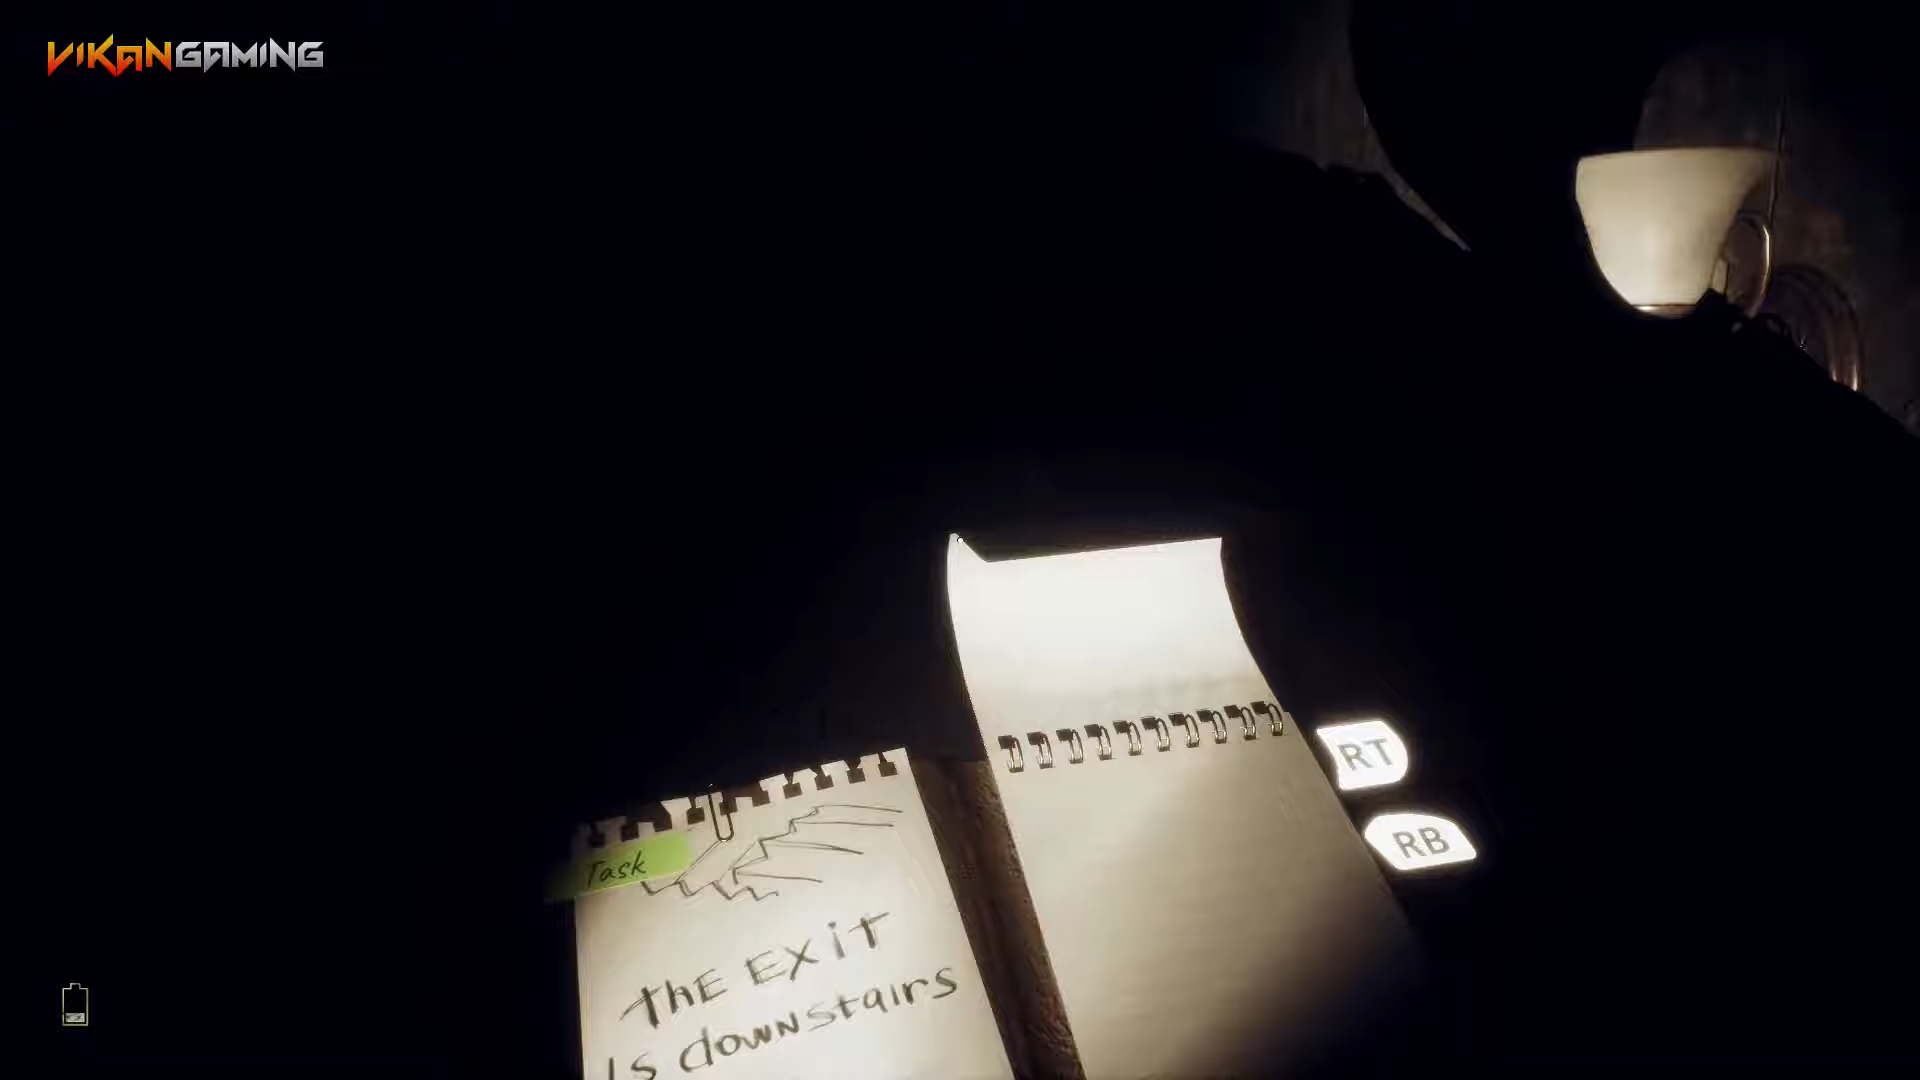 VIKANGAMING
RT
RB
Task
THE EXiT
Is downstairs